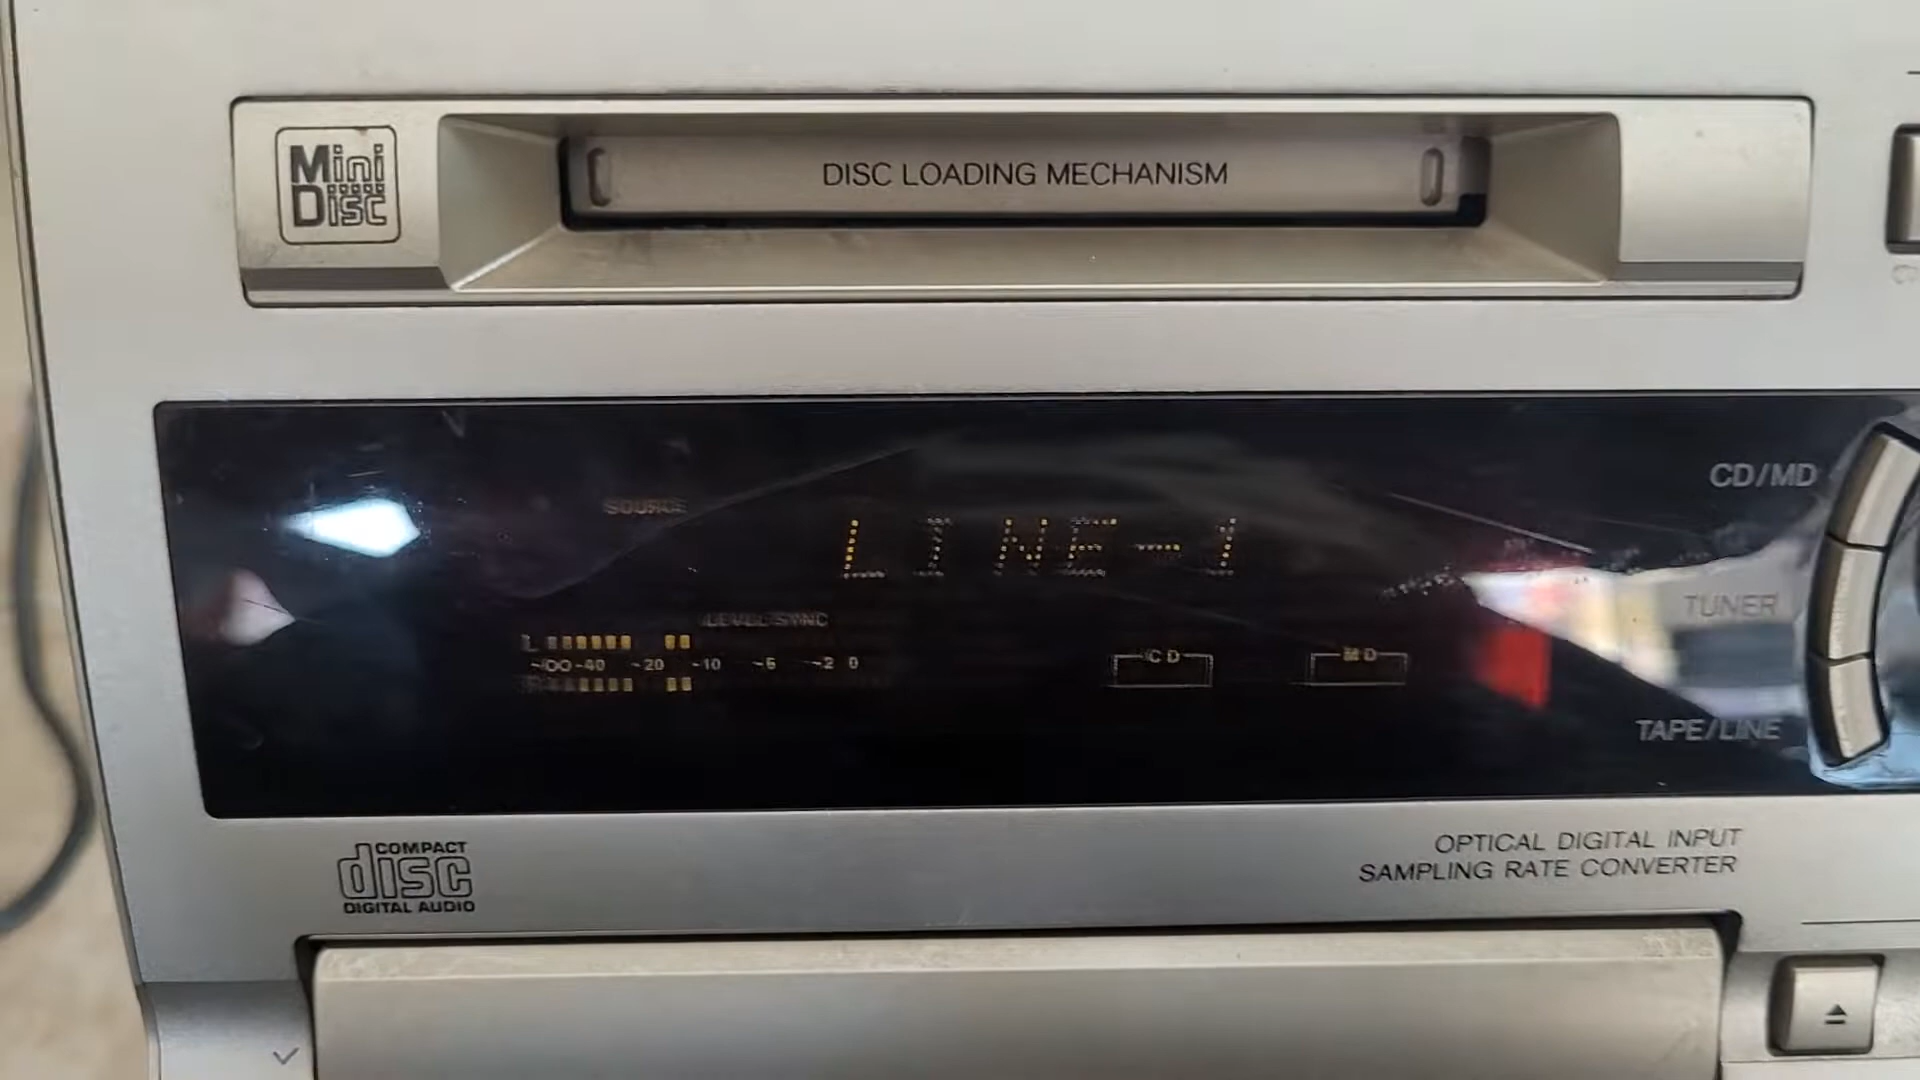 Mini
Disc
DISC LOADING MECHANISM
CD/MD
SOURCE
LINE-1
TUNER
LEVEL/SYNC
L
-∞ -40 -20 -10 -6 -2 0
R
CD
MD
TAPE/LINE
COMPACT
disc
DIGITAL AUDIO
OPTICAL DIGITAL INPUT
SAMPLING RATE CONVERTER